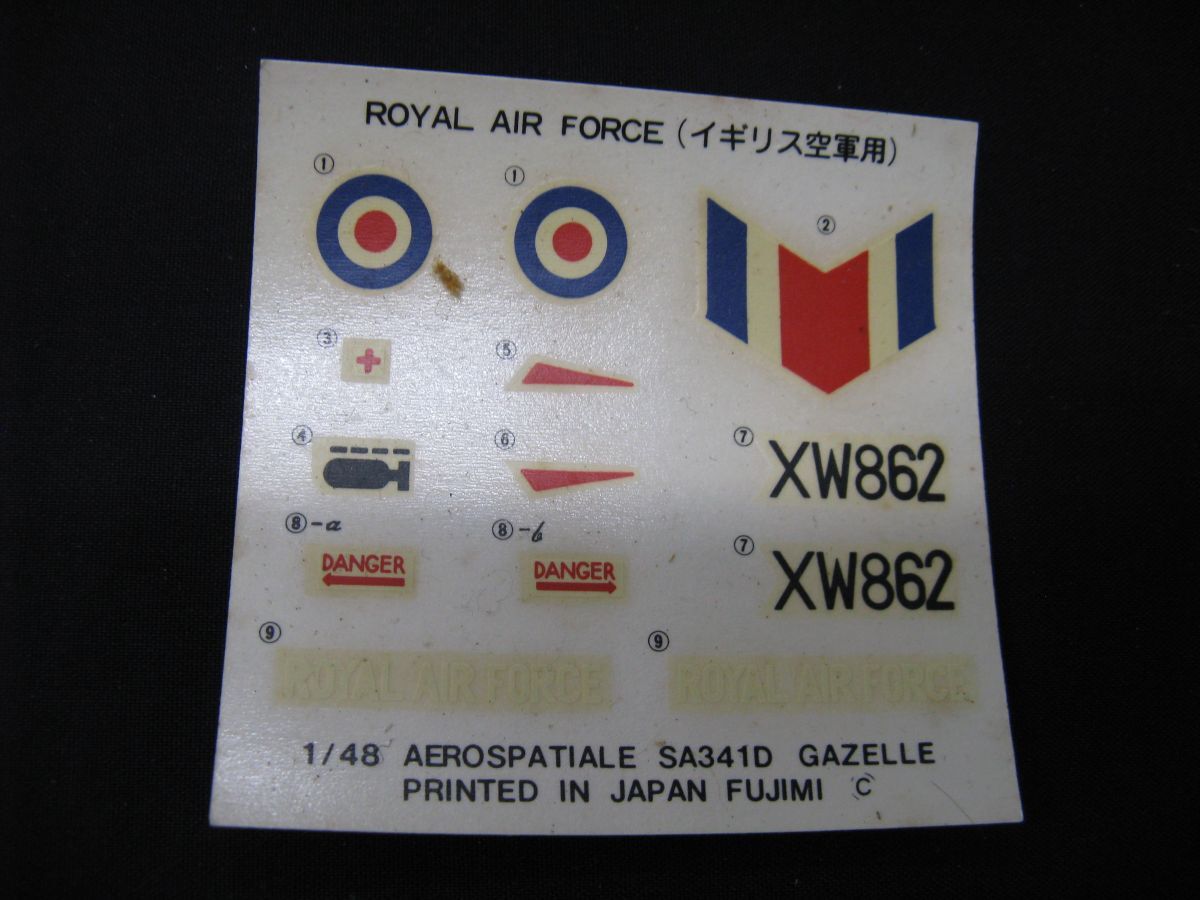 ROYAL AIR FORCE (イギリス空軍用)
① ① ②
③ ⑤
④ ⑥ ⑦ XW862
⑧-a ⑧-b
DANGER DANGER ⑦ XW862
⑨ ⑨
ROYAL AIR FORCE ROYAL AIR FORCE
1/48 AEROSPATIALE SA341D GAZELLE
PRINTED IN JAPAN FUJIMI C